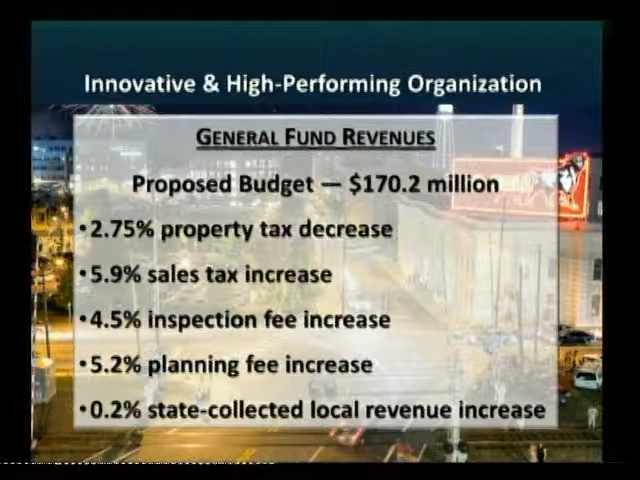 Innovative & High-Performing Organization
GENERAL FUND REVENUES
Proposed Budget — $170.2 million
• 2.75% property tax decrease
• 5.9% sales tax increase
• 4.5% inspection fee increase
• 5.2% planning fee increase
• 0.2% state-collected local revenue increase